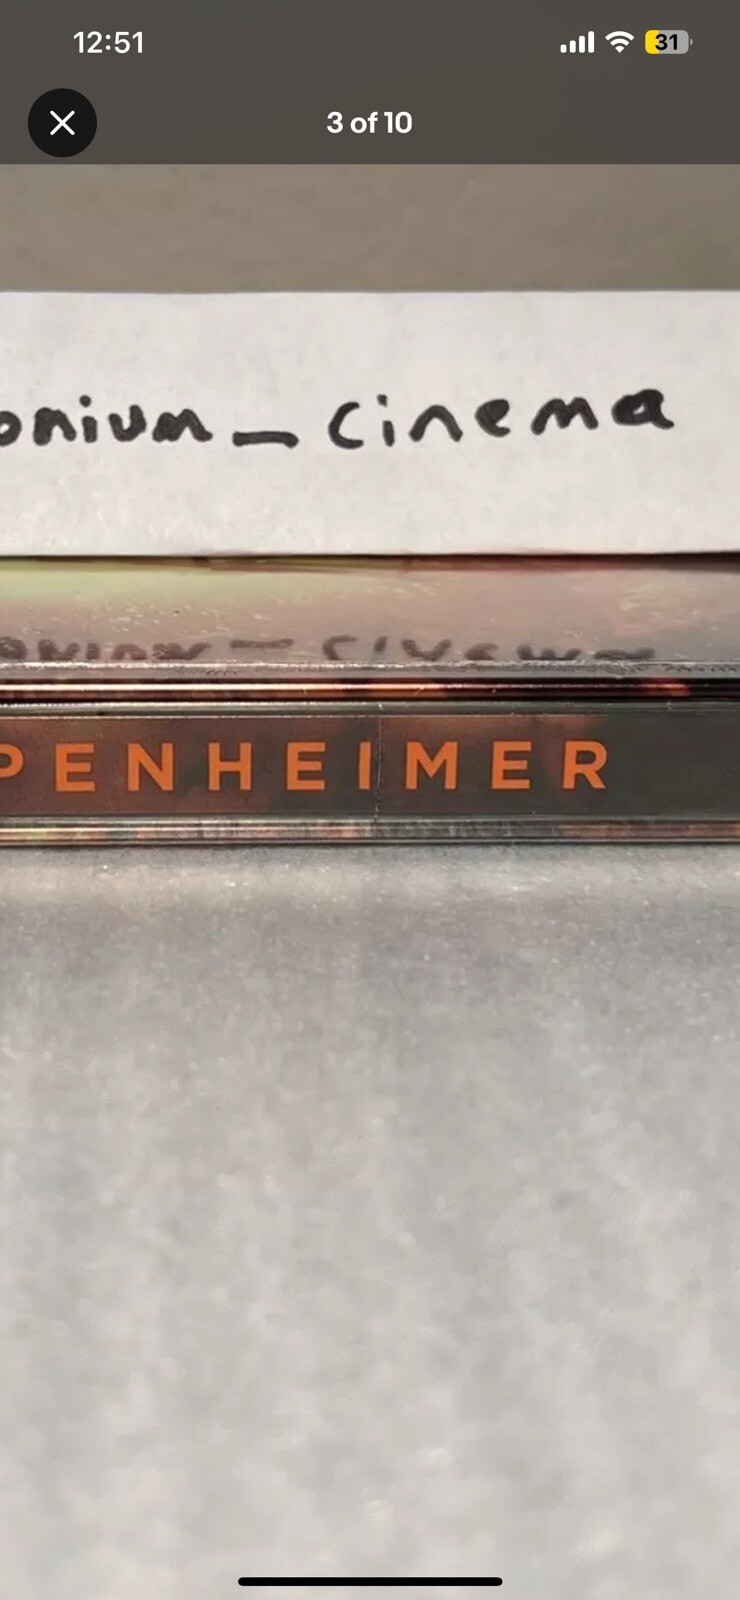 12:51
31
3 of 10
onium_cinema
PENHEIMER